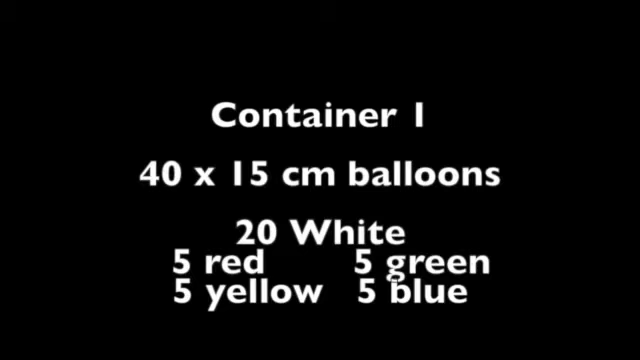 Container 1
40 x 15 cm balloons
20 White
5 red 5 green
5 yellow 5 blue